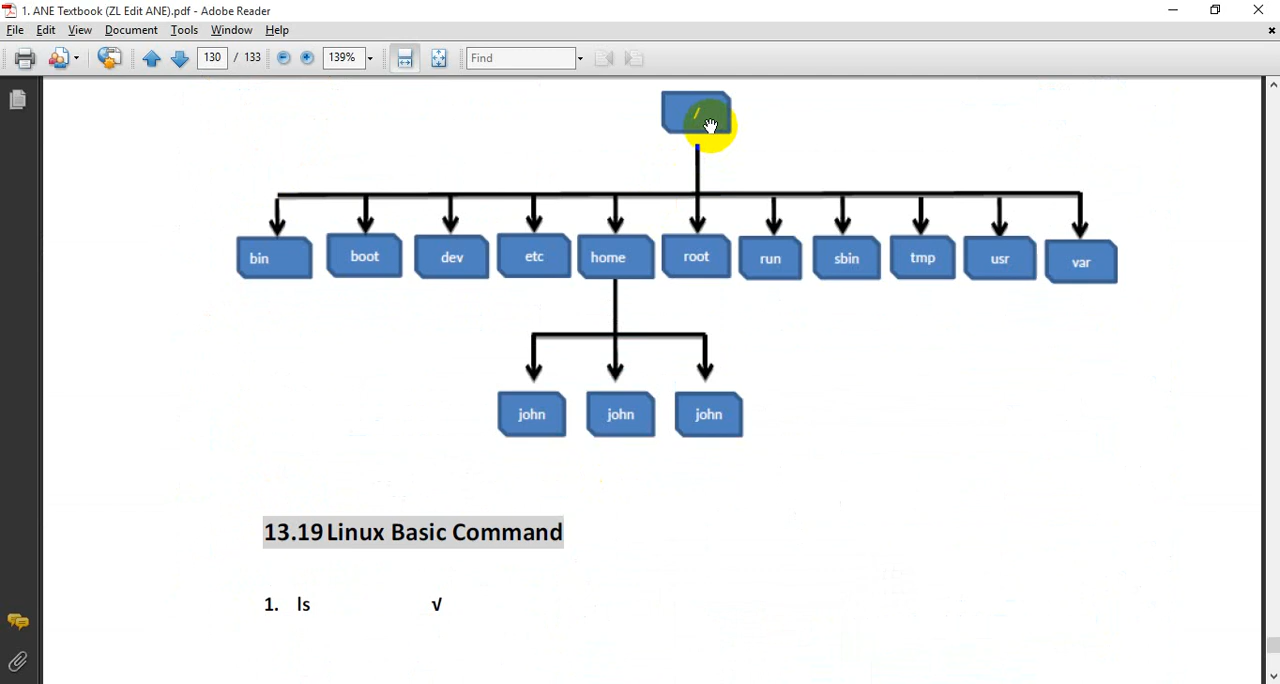 1. ANE Textbook (ZL Edit ANE).pdf - Adobe Reader
File Edit View Document Tools Window Help
130 / 133 139% Find
/
bin boot dev etc home root run sbin tmp usr var
john john john
13.19 Linux Basic Command
1. ls √